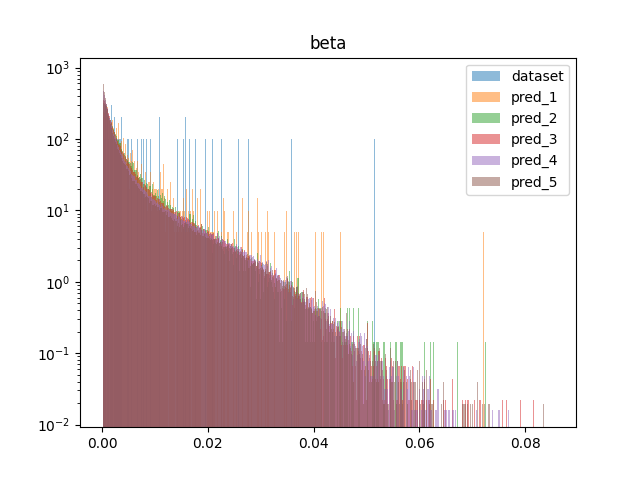 beta
dataset
pred_1
pred_2
pred_3
pred_4
pred_5
10³
10²
10¹
10⁰
10⁻¹
10⁻²
0.00 0.02 0.04 0.06 0.08